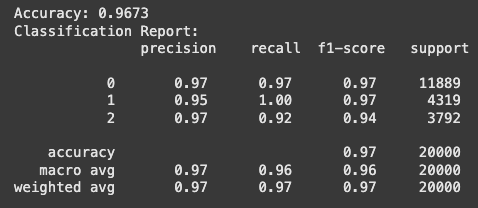 Accuracy: 0.9673
Classification Report:
precision recall f1-score support
0 0.97 0.97 0.97 11889
1 0.95 1.00 0.97 4319
2 0.97 0.92 0.94 3792
accuracy 0.97 20000
macro avg 0.97 0.96 0.96 20000
weighted avg 0.97 0.97 0.97 20000